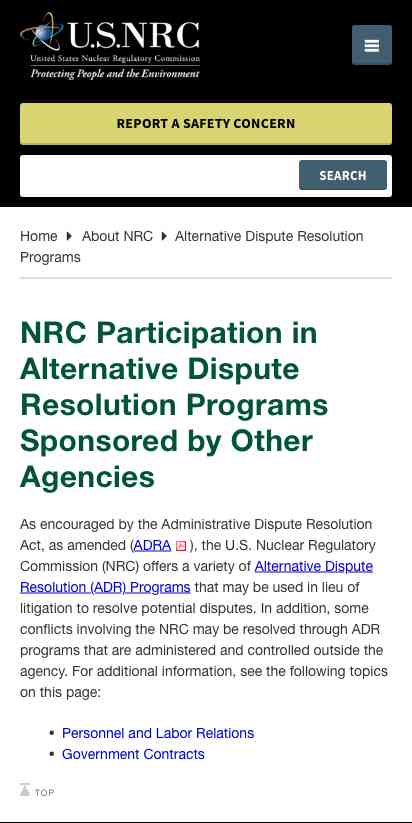 U.S.NRC
United States Nuclear Regulatory Commission
Protecting People and the Environment
REPORT A SAFETY CONCERN
SEARCH
Home About NRC Alternative Dispute Resolution
Programs
NRC Participation in
Alternative Dispute
Resolution Programs
Sponsored by Other
Agencies
As encouraged by the Administrative Dispute Resolution
Act, as amended (ADRA ), the U.S. Nuclear Regulatory
Commission (NRC) offers a variety of Alternative Dispute
Resolution (ADR) Programs that may be used in lieu of
litigation to resolve potential disputes. In addition, some
conflicts involving the NRC may be resolved through ADR
programs that are administered and controlled outside the
agency. For additional information, see the following topics
on this page:
▪ Personnel and Labor Relations
▪ Government Contracts
TOP